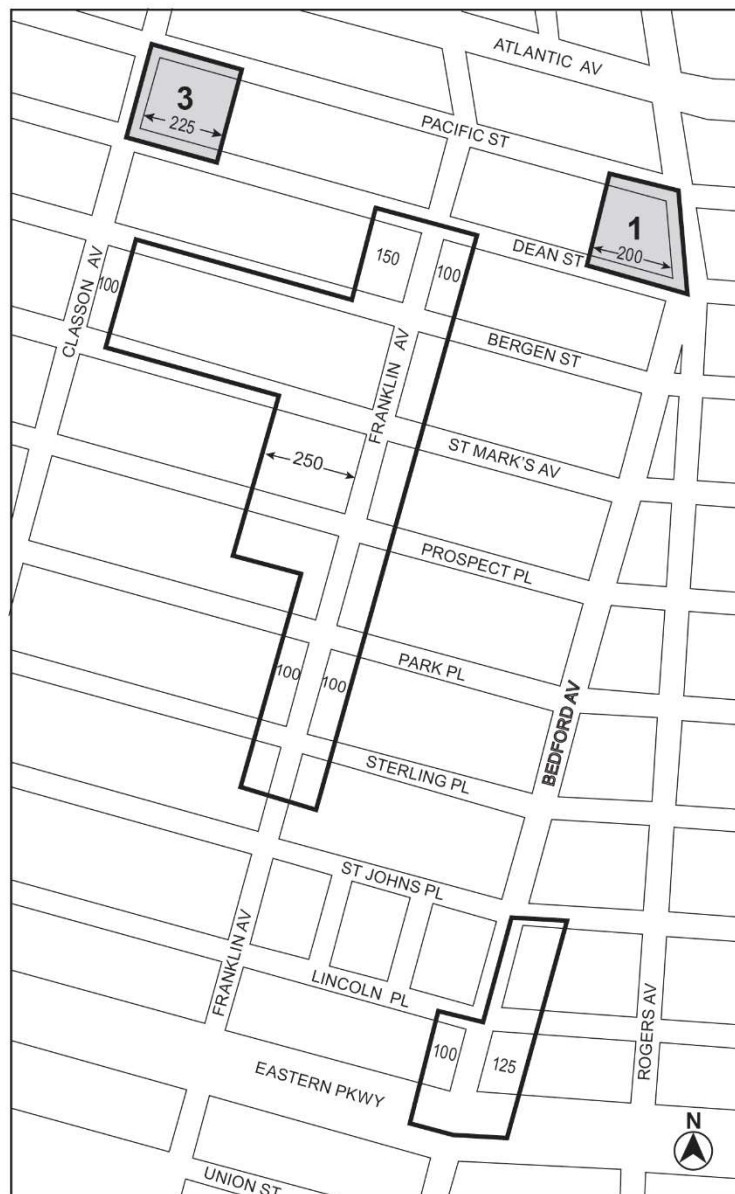 ATLANTIC AV
3
225
PACIFIC ST
1
200
DEAN ST
150
100
100
CLASSON AV
BERGEN ST
FRANKLIN AV
ST MARK'S AV
250
PROSPECT PL
PARK PL
100
100
BEDFORD AV
STERLING PL
ST JOHNS PL
FRANKLIN AV
LINCOLN PL
ROGERS AV
100
125
EASTERN PKWY
N
UNION ST